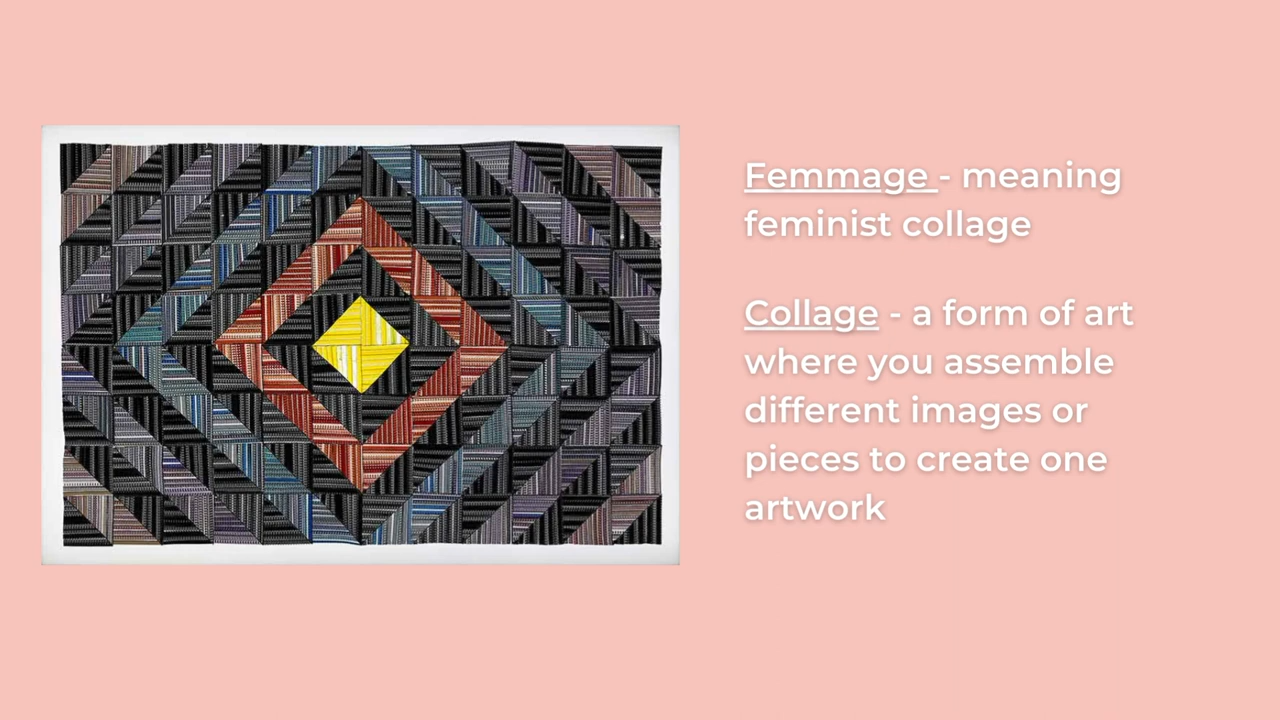 Femmage - meaning
feminist collage
Collage - a form of art
where you assemble
different images or
pieces to create one
artwork